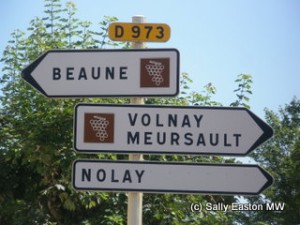 D 973
BEAUNE
VOLNAY
MEURSAULT
NOLAY
(c) Sally Easton MW